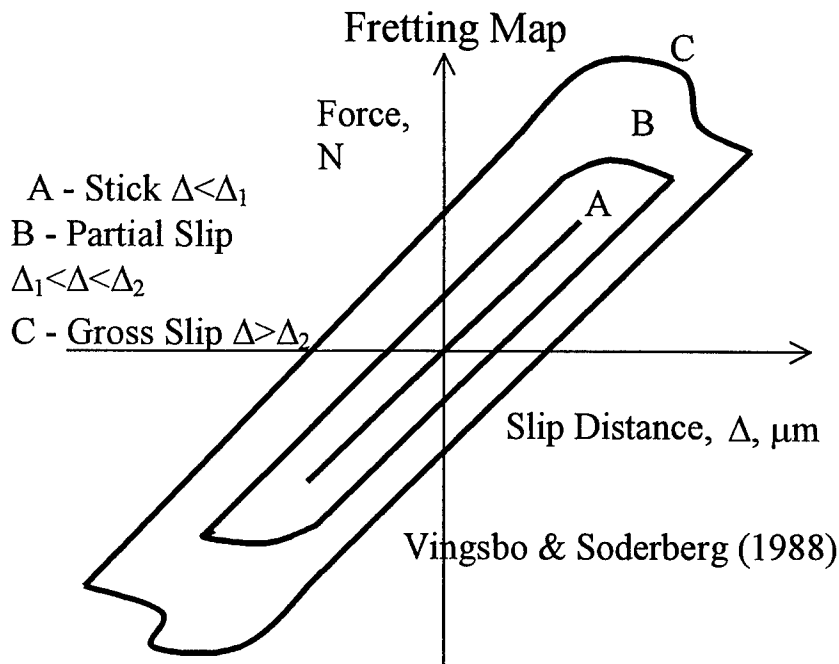 Fretting Map
C
Force,
N
B
A - Stick Δ<Δ₁
A
B - Partial Slip
Δ₁<Δ<Δ₂
C - Gross Slip Δ>Δ₂
Slip Distance, Δ, μm
Vingsbo & Soderberg (1988)